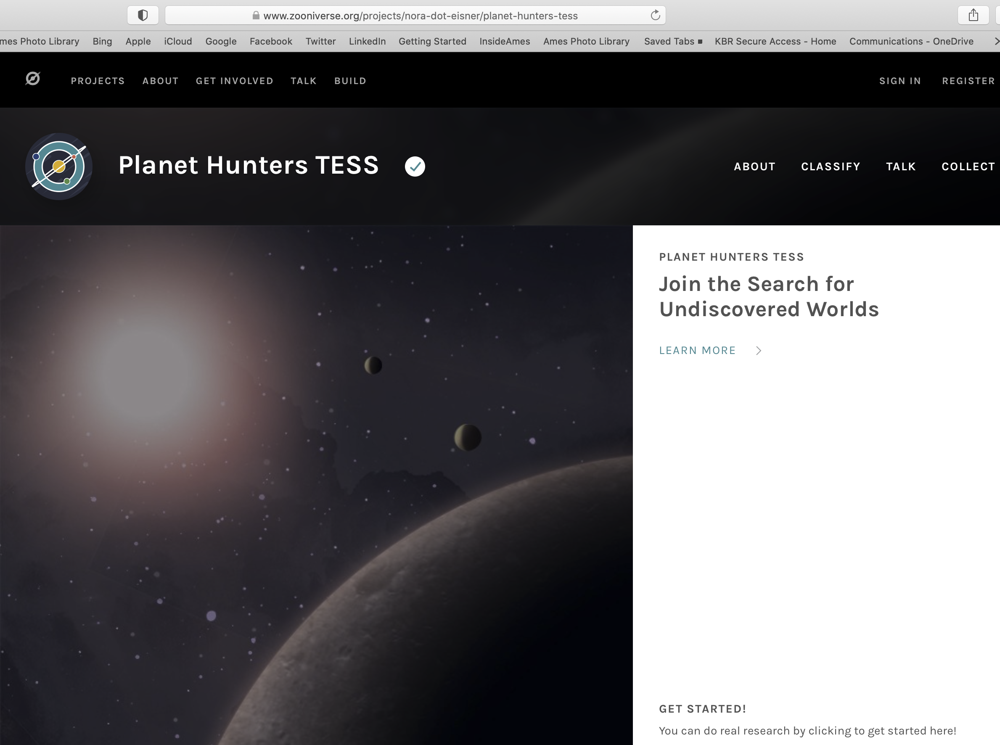 www.zooniverse.org/projects/nora-dot-eisner/planet-hunters-tess
mes Photo Library Bing Apple iCloud Google Facebook Twitter LinkedIn Getting Started InsideAmes Ames Photo Library Saved Tabs KBR Secure Access - Home Communications - OneDrive
PROJECTS ABOUT GET INVOLVED TALK BUILD SIGN IN REGISTER
Planet Hunters TESS ABOUT CLASSIFY TALK COLLECT
PLANET HUNTERS TESS
Join the Search for
Undiscovered Worlds
LEARN MORE
GET STARTED!
You can do real research by clicking to get started here!